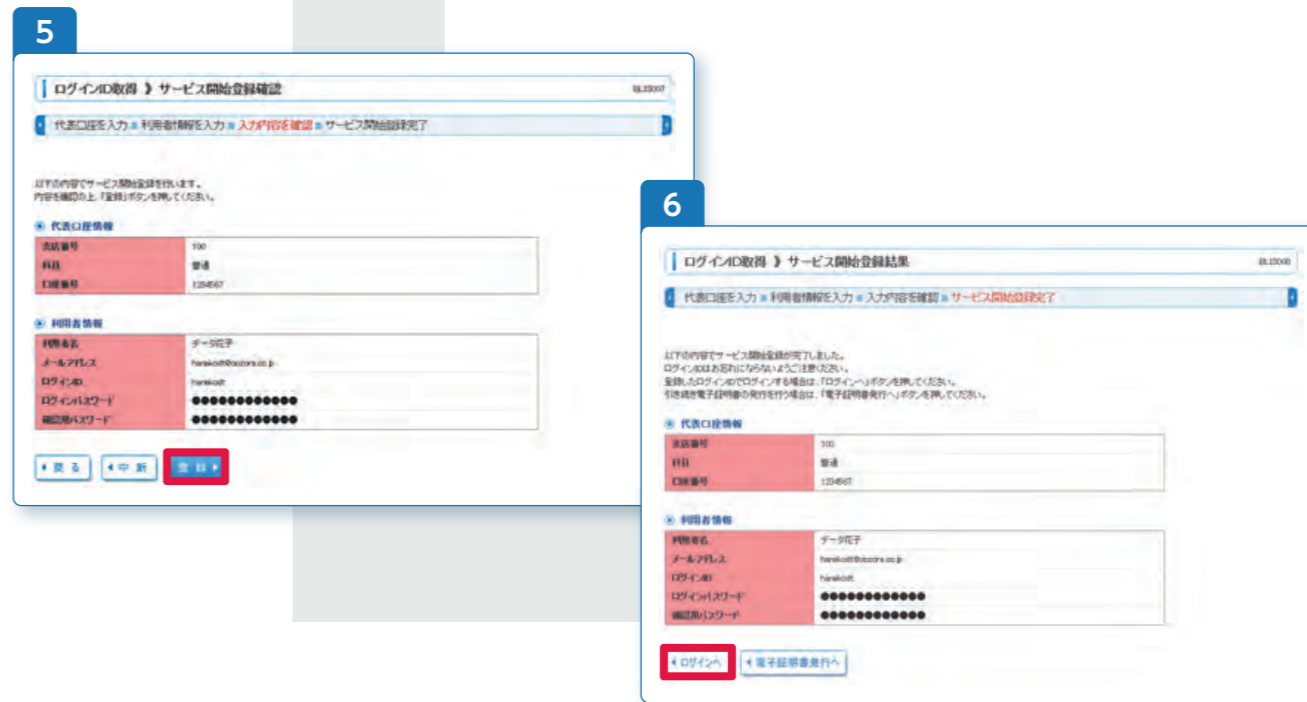 5
ログインID取得 》 サービス開始登録確認
代表口座を入力 » 利用者情報を入力 » 入力内容を確認 » サービス開始登録完了
以下の内容でサービス開始登録を行います。
内容を確認の上、「登録」ボタンを押してください。
代表口座情報
支店番号 100
科目 普通
口座番号 1234567
利用者情報
利用者名 データ花子
メールアドレス
ログインID hanakodt
ログインパスワード ●●●●●●●●●●●●
確認用パスワード ●●●●●●●●●●●●
戻る 中断 登録
6
ログインID取得 》 サービス開始登録結果
代表口座を入力 » 利用者情報を入力 » 入力内容を確認 » サービス開始登録完了
以下の内容でサービス開始登録が完了しました。
ログインIDはお忘れにならないようご注意ください。
登録したログインIDでログインする場合は、「ログインへ」ボタンを押してください。
引き続き電子証明書の発行を行う場合は、「電子証明書発行へ」ボタンを押してください。
代表口座情報
支店番号 100
科目 普通
口座番号 1234567
利用者情報
利用者名 データ花子
メールアドレス
ログインID hanakodt
ログインパスワード ●●●●●●●●●●●●
確認用パスワード ●●●●●●●●●●●●
ログインへ 電子証明書発行へ